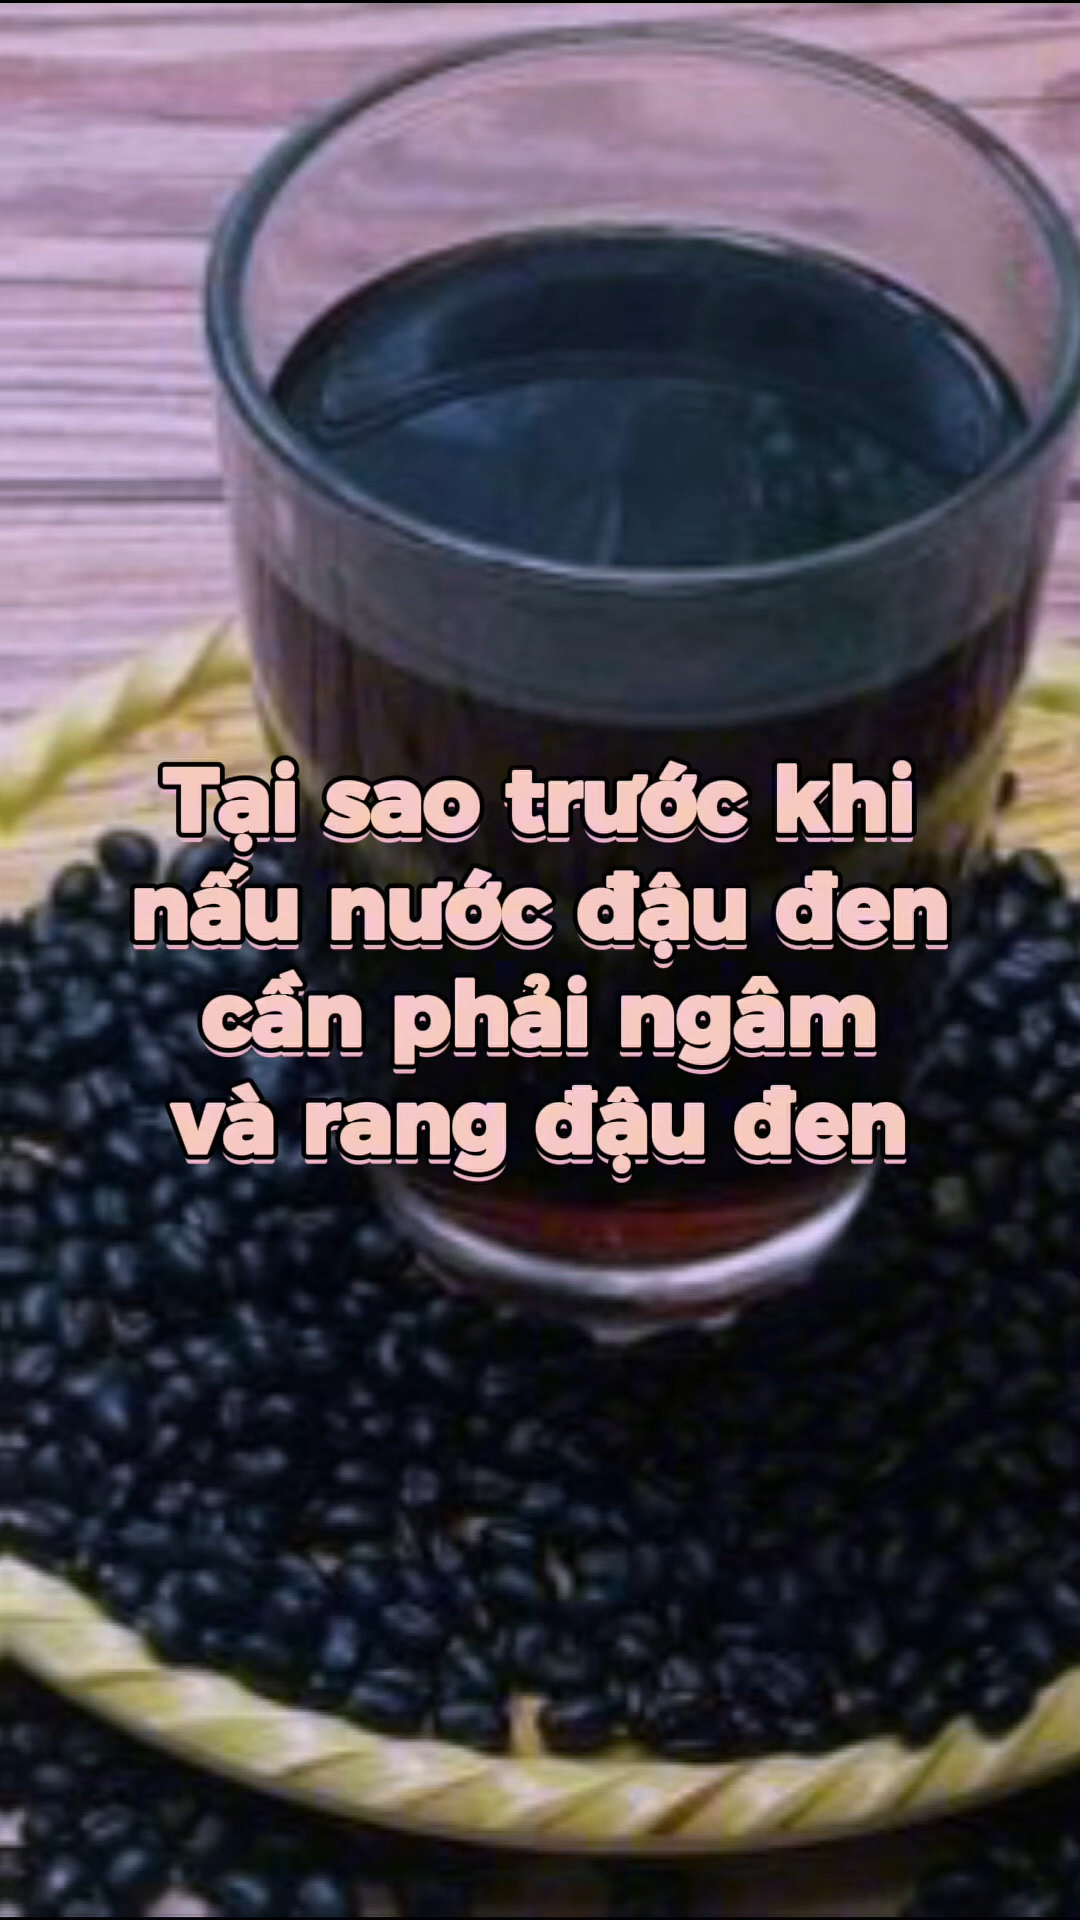 Tại sao trước khi
nấu nước đậu đen
cần phải ngâm
và rang đậu đen